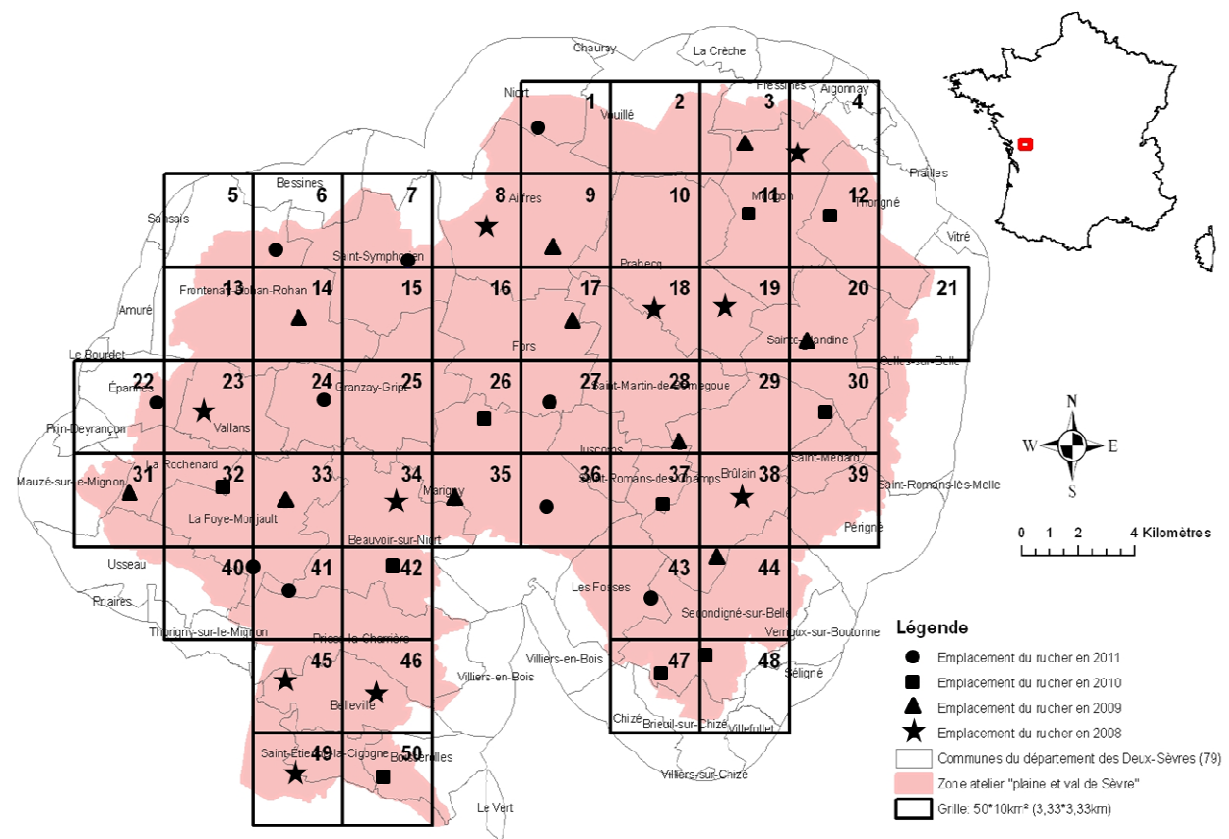 Chauray
La Crèche
Niort
1
Vouillé
2
Fressines
3
Aigonnay
4
Prailles
5
Bessines
6
7
8
Aiffres
9
10
11
Mougon
12
Thorigné
Sansais
Saint-Symphorien
Vitré
Prahecq
Frontenay-Rohan-Rohan
13
14
15
16
17
18
19
20
21
Amuré
Fors
Sainte-Blandine
Celles-sur-Belle
Le Bourdet
Épannes
22
23
24
Granzay-Gript
25
26
27
Saint-Martin-de-Bernegoue
28
29
30
Prin-Deyrançon
Vallans
Juscorps
Saint-Médard
La Rochenard
Mauzé-sur-le-Mignon
31
32
33
34
Marigny
35
36
Saint-Romans-des-Champs
37
Brûlain
38
39
Saint-Romans-lès-Melle
La Foye-Monjault
Beauvoir-sur-Niort
Périgné
Usseau
40
41
42
Les Fosses
43
44
Priaires
Secondigné-sur-Belle
Thorigny-sur-le-Mignon
Prissé-la-Charrière
Vernoux-sur-Boutonne
45
46
Villiers-en-Bois
Villiers-en-Bois
47
48
Séligné
Belleville
Chizé
Brieuil-sur-Chizé
Villefollet
Saint-Étienne-la-Cigogne
49
50
Boisserolles
Villiers-sur-Chizé
Le Vert
N
W
E
S
0 1 2 4 Kilomètres
Légende
Emplacement du rucher en 2011
Emplacement du rucher en 2010
Emplacement du rucher en 2009
Emplacement du rucher en 2008
Communes du département des Deux-Sèvres (79)
Zone atelier "plaine et val de Sèvre"
Grille: 50*10km² (3,33*3,33km)